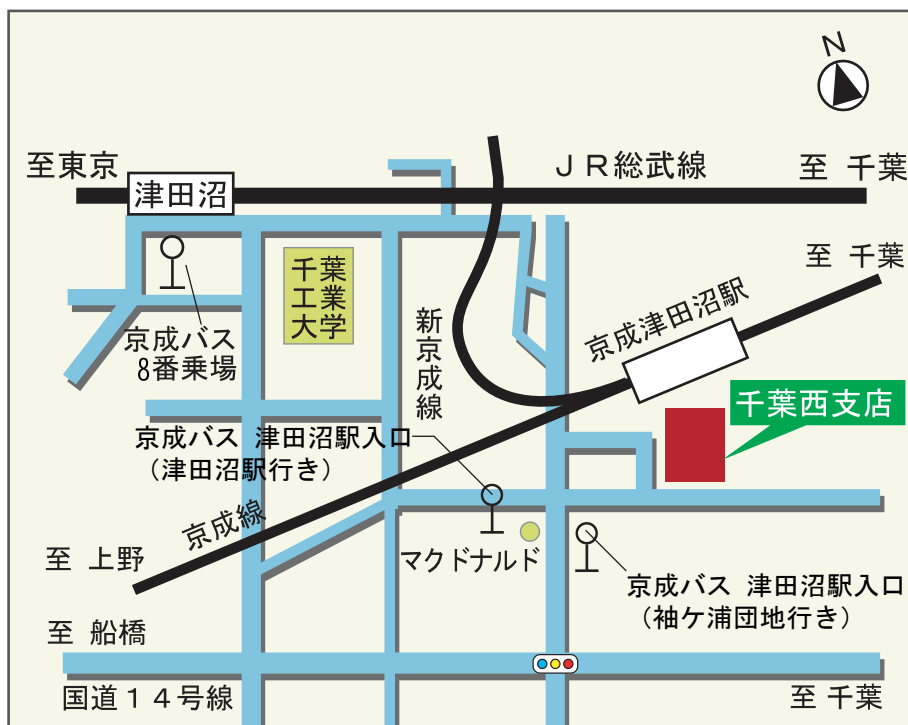 N
至東京
ＪＲ総武線
至 千葉
津田沼
至 千葉
千葉
工業
大学
京成津田沼駅
新京成線
京成バス
8番乗場
千葉西支店
京成バス 津田沼駅入口
（津田沼駅行き）
京成線
至 上野
マクドナルド
京成バス 津田沼駅入口
（袖ケ浦団地行き）
至 船橋
国道１４号線
至 千葉